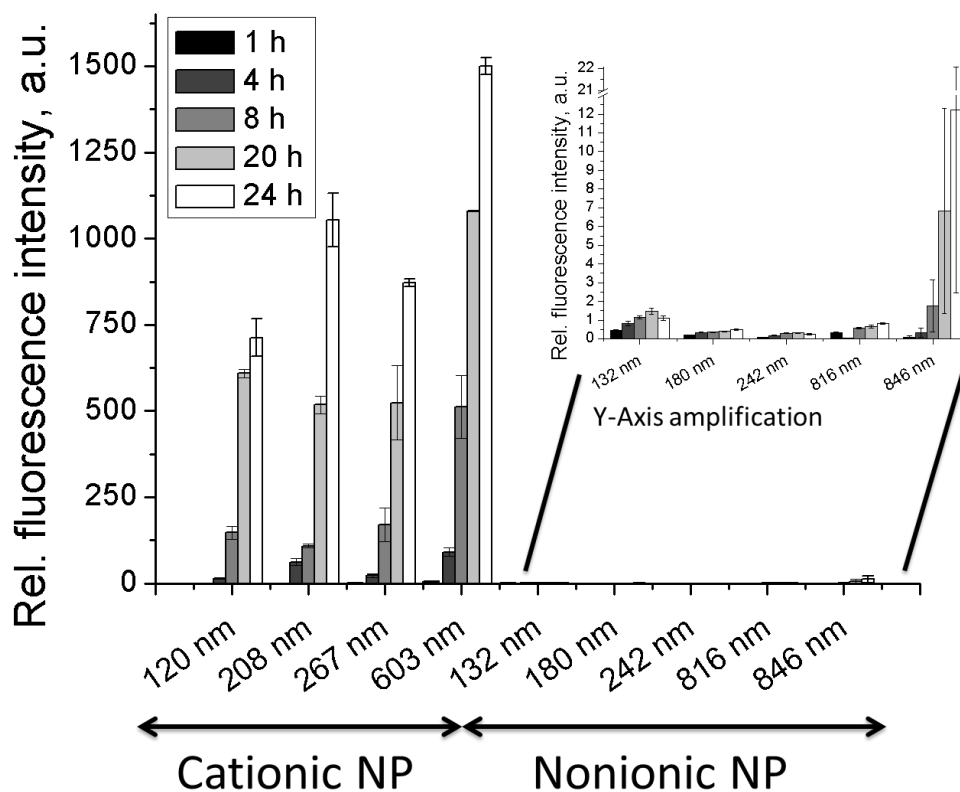 Rel. fluorescence intensity, a.u.
1500
1250
1000
750
500
250
0
1 h
4 h
8 h
20 h
24 h
Rel. fluorescence intensity, a.u.
22
21
12
11
10
9
8
7
6
5
4
3
2
1
0
132 nm
180 nm
242 nm
816 nm
846 nm
Y-Axis amplification
120 nm
208 nm
267 nm
603 nm
132 nm
180 nm
242 nm
816 nm
846 nm
Cationic NP
Nonionic NP